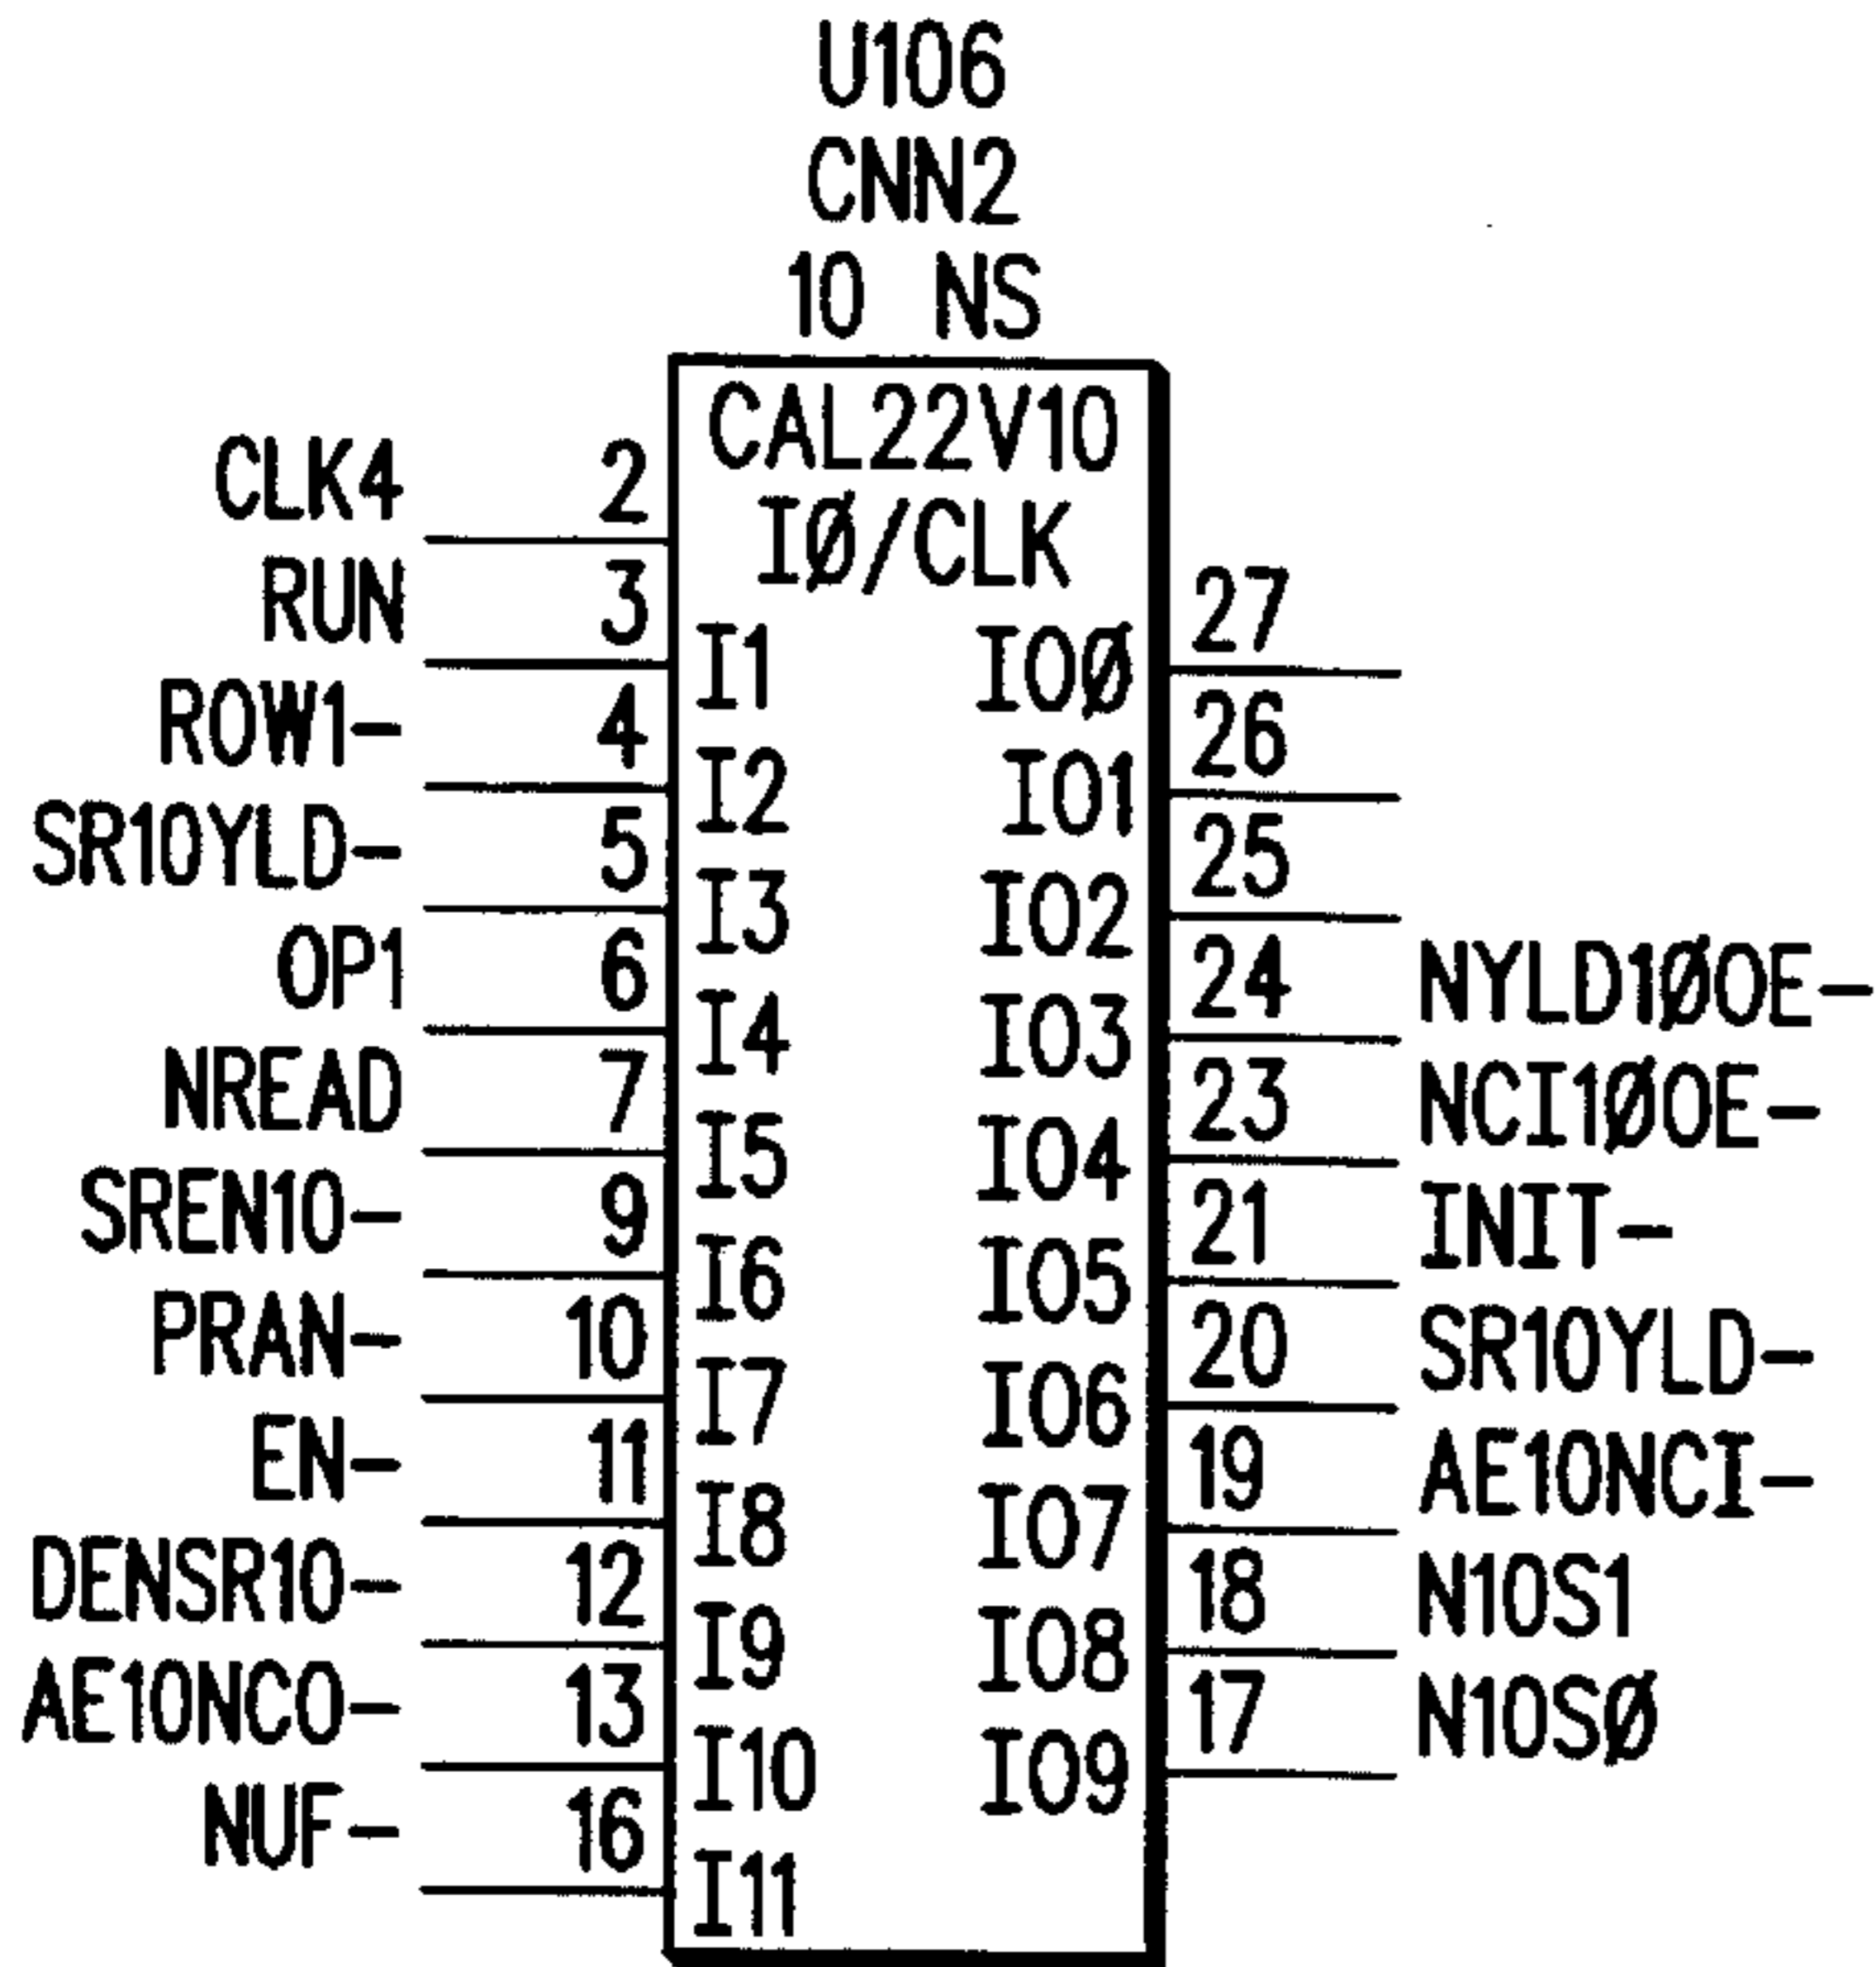 U106
CNN2
10 NS
CAL22V10
CLK4 2 IØ/CLK
RUN 3 I1 IOØ 27
ROW1- 4 I2 IO1 26
SR10YLD- 5 I3 IO2 25
OP1 6 I4 IO3 24 NYLD1ØOE-
NREAD 7 I5 IO4 23 NCI1ØOE-
SREN10- 9 I6 IO5 21 INIT-
PRAN- 10 I7 IO6 20 SR10YLD-
EN- 11 I8 IO7 19 AE10NCI-
DENSR10- 12 I9 IO8 18 N10S1
AE10NCO- 13 I10 IO9 17 N10SØ
NUF- 16 I11